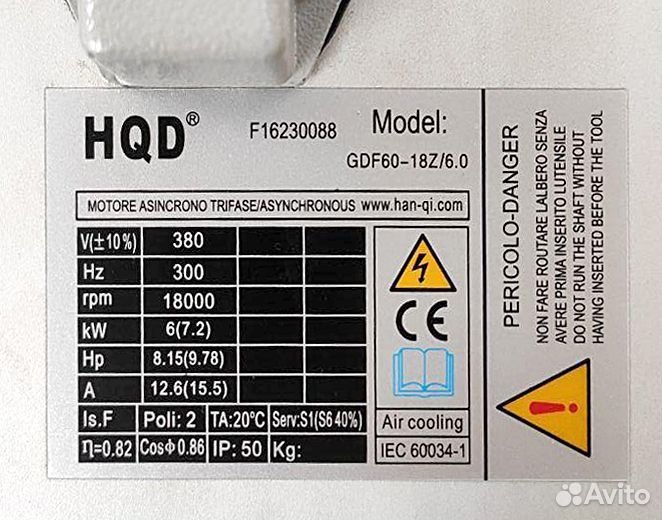 HQD® F16230088 Model:
GDF60-18Z/6.0
MOTORE ASINCRONO TRIFASE/ASYNCHRONOUS www.han-qi.com
V(±10%) 380
Hz 300
rpm 18000
kW 6(7.2)
Hp 8.15(9.78)
A 12.6(15.5)
Is.F Poli: 2 TA:20°C Serv:S1(S6 40%)
η=0.82 CosΦ0.86 IP: 50 Kg:
CE
Air cooling
IEC 60034-1
PERICOLO-DANGER
NON FARE ROUTARE LALBERO SENZA
AVERE PRIMA INSERITO LUTENSILE
DO NOT RUN THE SHAFT WITHOUT
HAVING INSERTED BEFORE THE TOOL
Avito